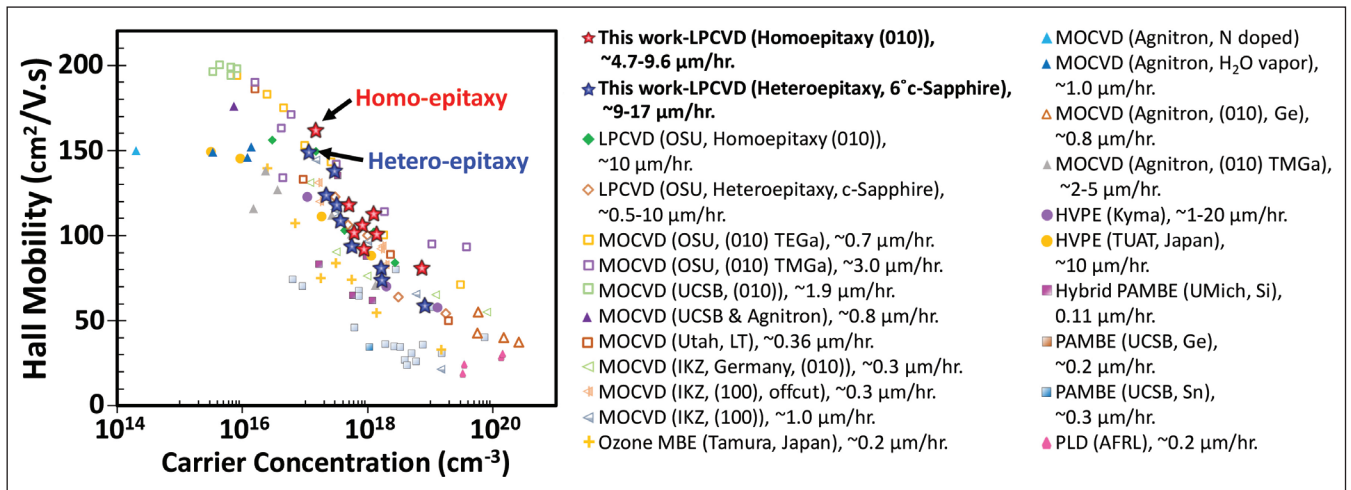 200
150
100
50
0
10^14
10^16
10^18
10^20
Hall Mobility (cm²/V.s)
Carrier Concentration (cm⁻³)
Homo-epitaxy
Hetero-epitaxy
This work-LPCVD (Homoepitaxy (010)),
~4.7-9.6 µm/hr.
This work-LPCVD (Heteroepitaxy, 6˚c-Sapphire),
~9-17 µm/hr.
LPCVD (OSU, Homoepitaxy (010)),
~10 µm/hr.
LPCVD (OSU, Heteroepitaxy, c-Sapphire),
~0.5-10 µm/hr.
MOCVD (OSU, (010) TEGa), ~0.7 µm/hr.
MOCVD (OSU, (010) TMGa), ~3.0 µm/hr.
MOCVD (UCSB, (010)), ~1.9 µm/hr.
MOCVD (UCSB & Agnitron), ~0.8 µm/hr.
MOCVD (Utah, LT), ~0.36 µm/hr.
MOCVD (IKZ, Germany, (010)), ~0.3 µm/hr.
MOCVD (IKZ, (100), offcut), ~0.3 µm/hr.
MOCVD (IKZ, (100)), ~1.0 µm/hr.
Ozone MBE (Tamura, Japan), ~0.2 µm/hr.
MOCVD (Agnitron, N doped)
MOCVD (Agnitron, H₂O vapor),
~1.0 µm/hr.
MOCVD (Agnitron, (010), Ge),
~0.8 µm/hr.
MOCVD (Agnitron, (010) TMGa),
~2-5 µm/hr.
HVPE (Kyma), ~1-20 µm/hr.
HVPE (TUAT, Japan),
~10 µm/hr.
Hybrid PAMBE (UMich, Si),
0.11 µm/hr.
PAMBE (UCSB, Ge),
~0.2 µm/hr.
PAMBE (UCSB, Sn),
~0.3 µm/hr.
PLD (AFRL), ~0.2 µm/hr.